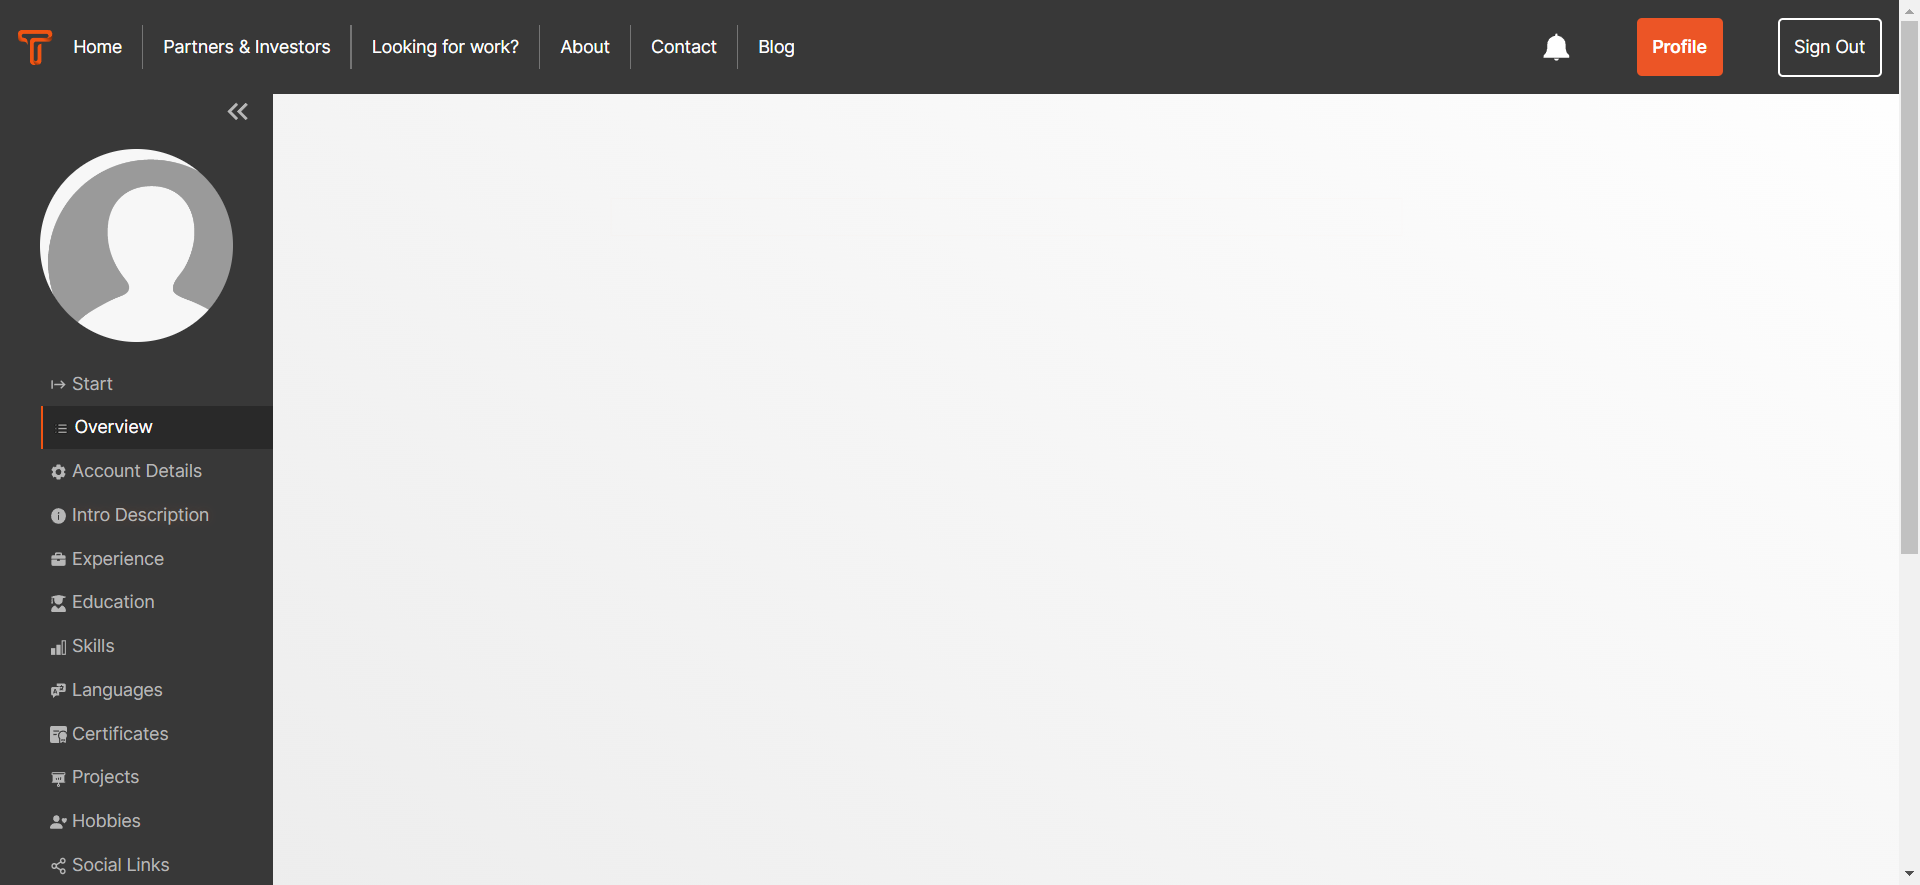 Home
Partners & Investors
Looking for work?
About
Contact
Blog
Profile
Sign Out
Start
Overview
Account Details
Intro Description
Experience
Education
Skills
Languages
Certificates
Projects
Hobbies
Social Links